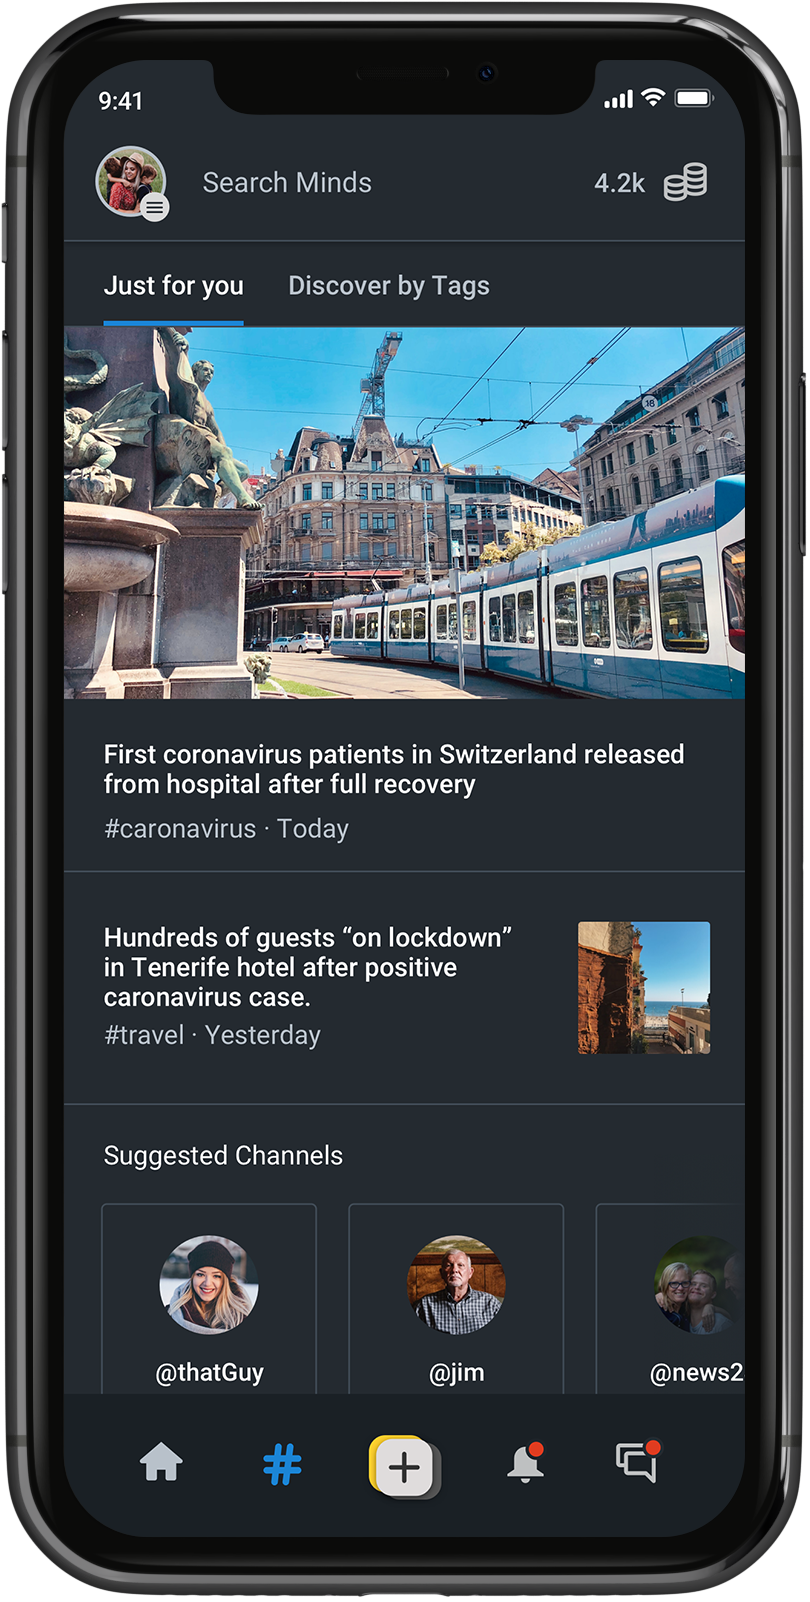 9:41
Search Minds
4.2k
Just for you
Discover by Tags
18
First coronavirus patients in Switzerland released
from hospital after full recovery
#caronavirus · Today
Hundreds of guests “on lockdown”
in Tenerife hotel after positive
caronavirus case.
#travel · Yesterday
Suggested Channels
@thatGuy
@jim
@news2